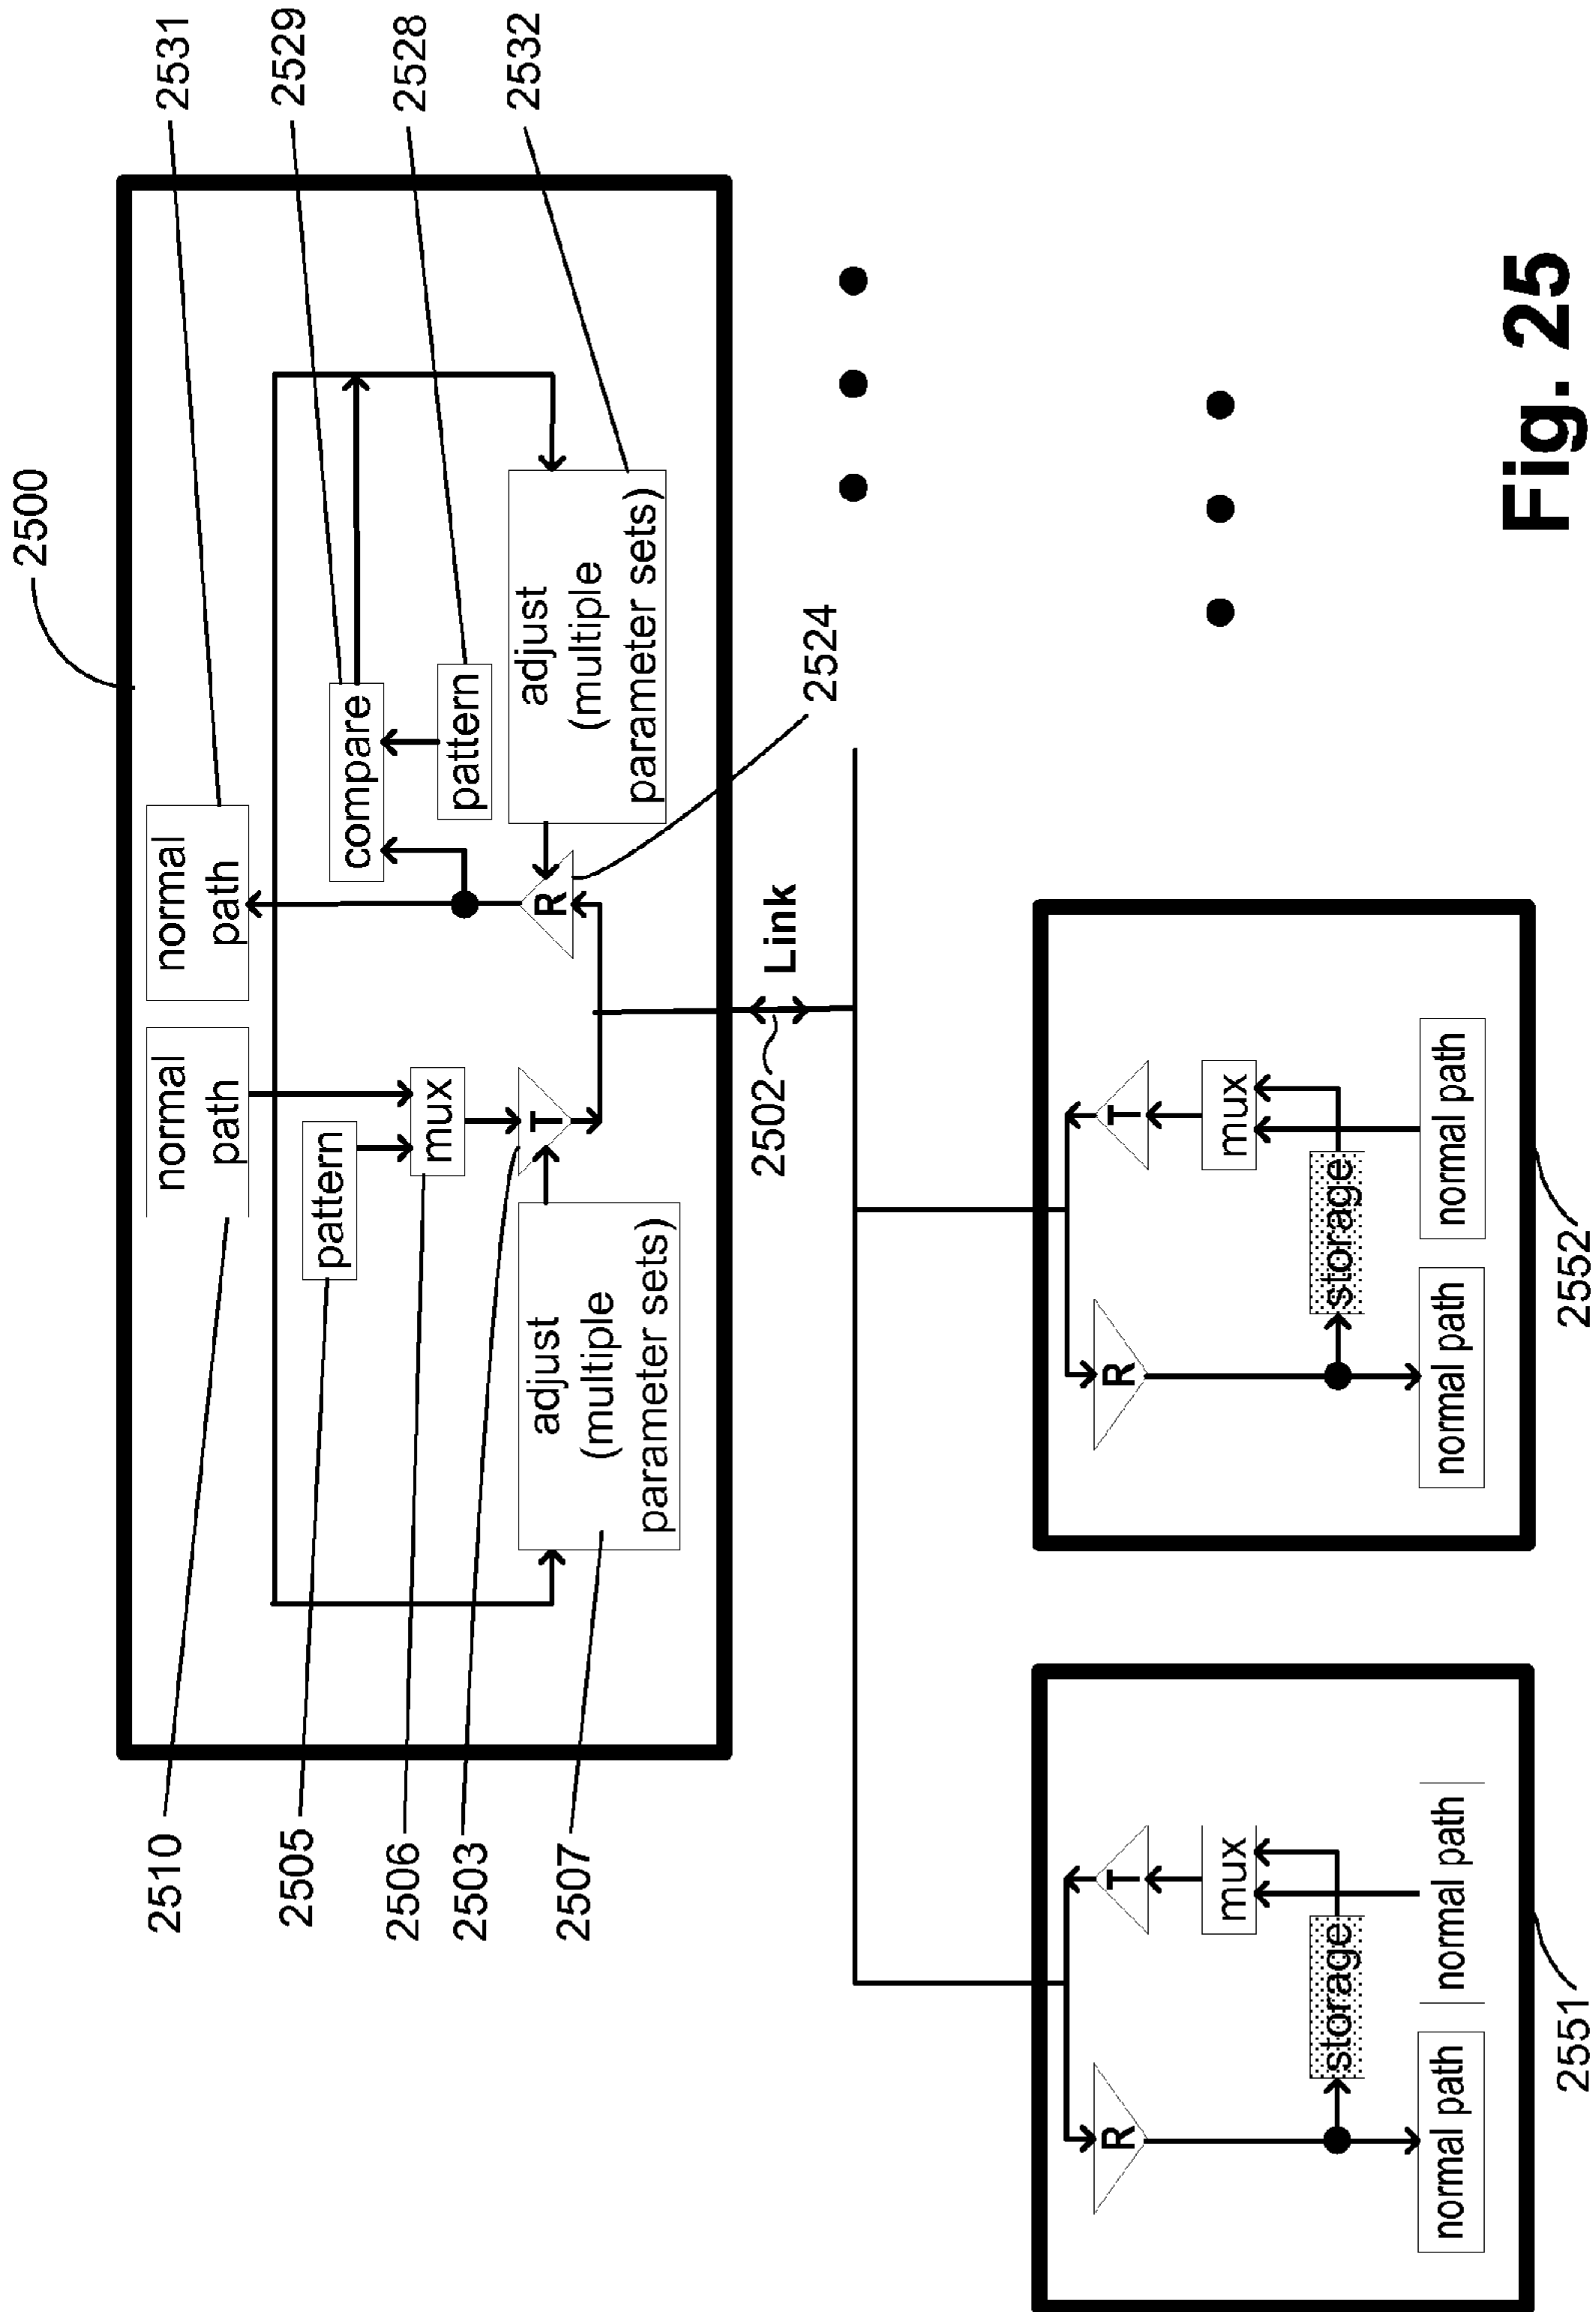 2500
2531
2529
2528
2532
2510
2505
2506
2503
2507
normal
path
normal
path
pattern
mux
T
adjust
(multiple
parameter sets)
compare
pattern
R
adjust
(multiple
parameter sets)
2524
2502
Link
R
T
mux
storage
normal path
normal path
2551
R
T
mux
storage
normal path
normal path
2552
Fig. 25